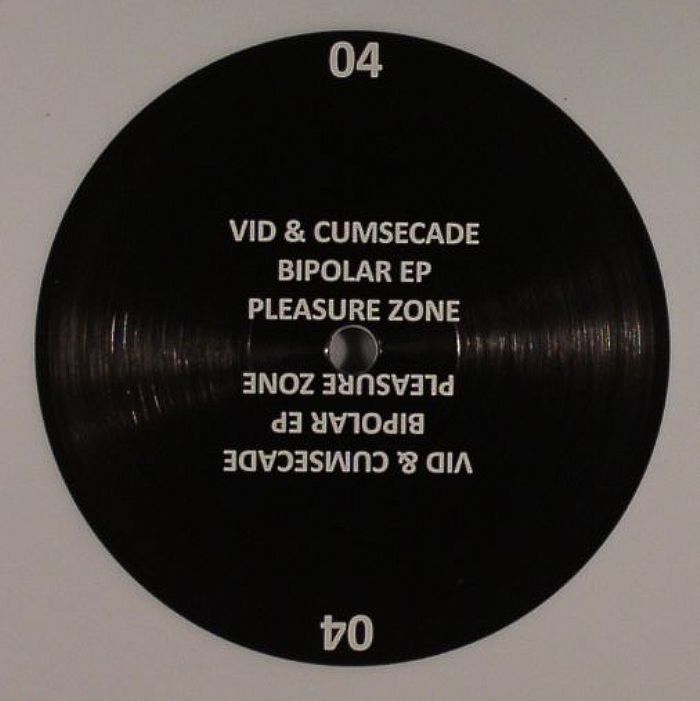 04
VID & CUMSECADE
BIPOLAR EP
PLEASURE ZONE
PLEASURE ZONE
BIPOLAR EP
VID & CUMSECADE
04